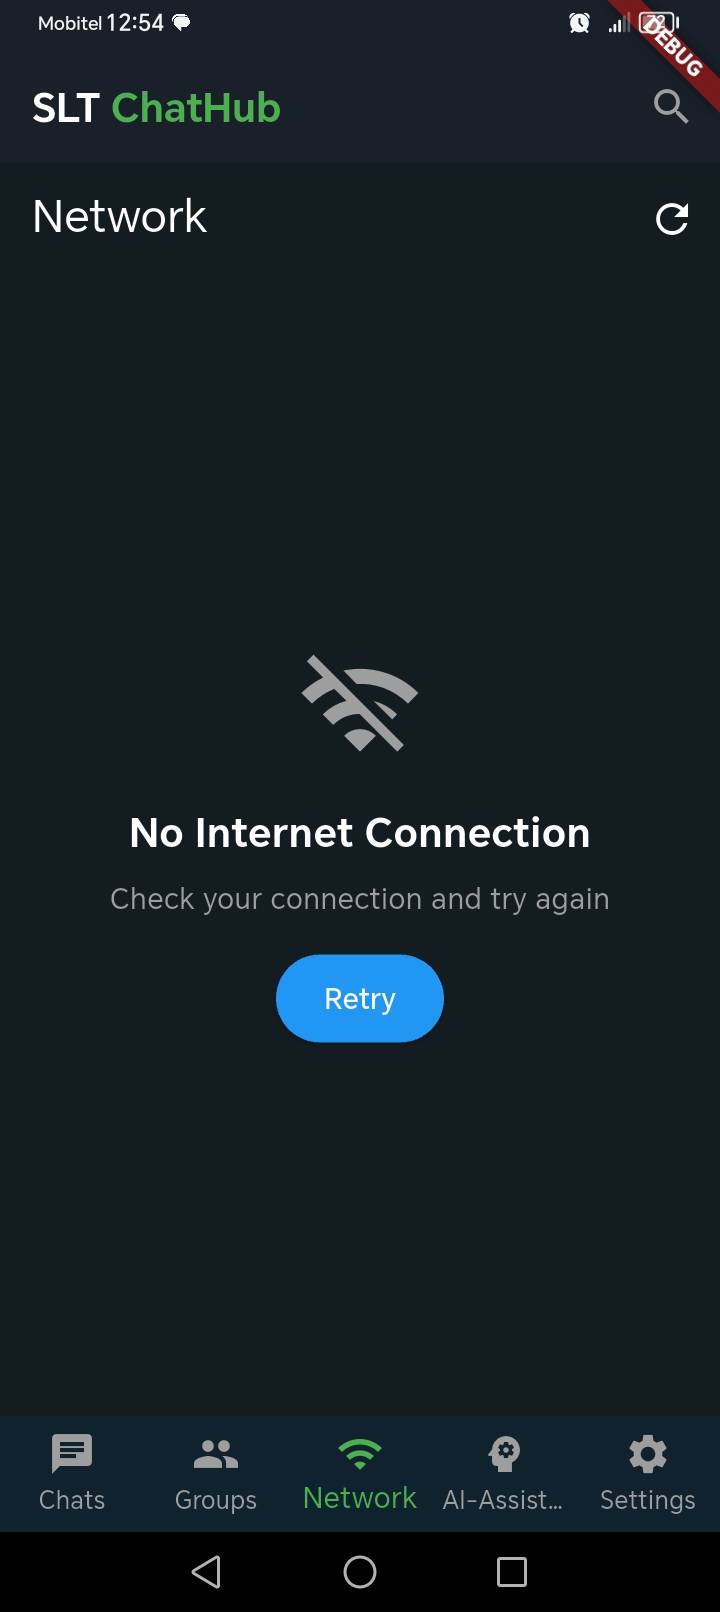 Mobitel 12:54
72
DEBUG
SLT ChatHub
Network
No Internet Connection
Check your connection and try again
Retry
Chats
Groups
Network
AI-Assist...
Settings